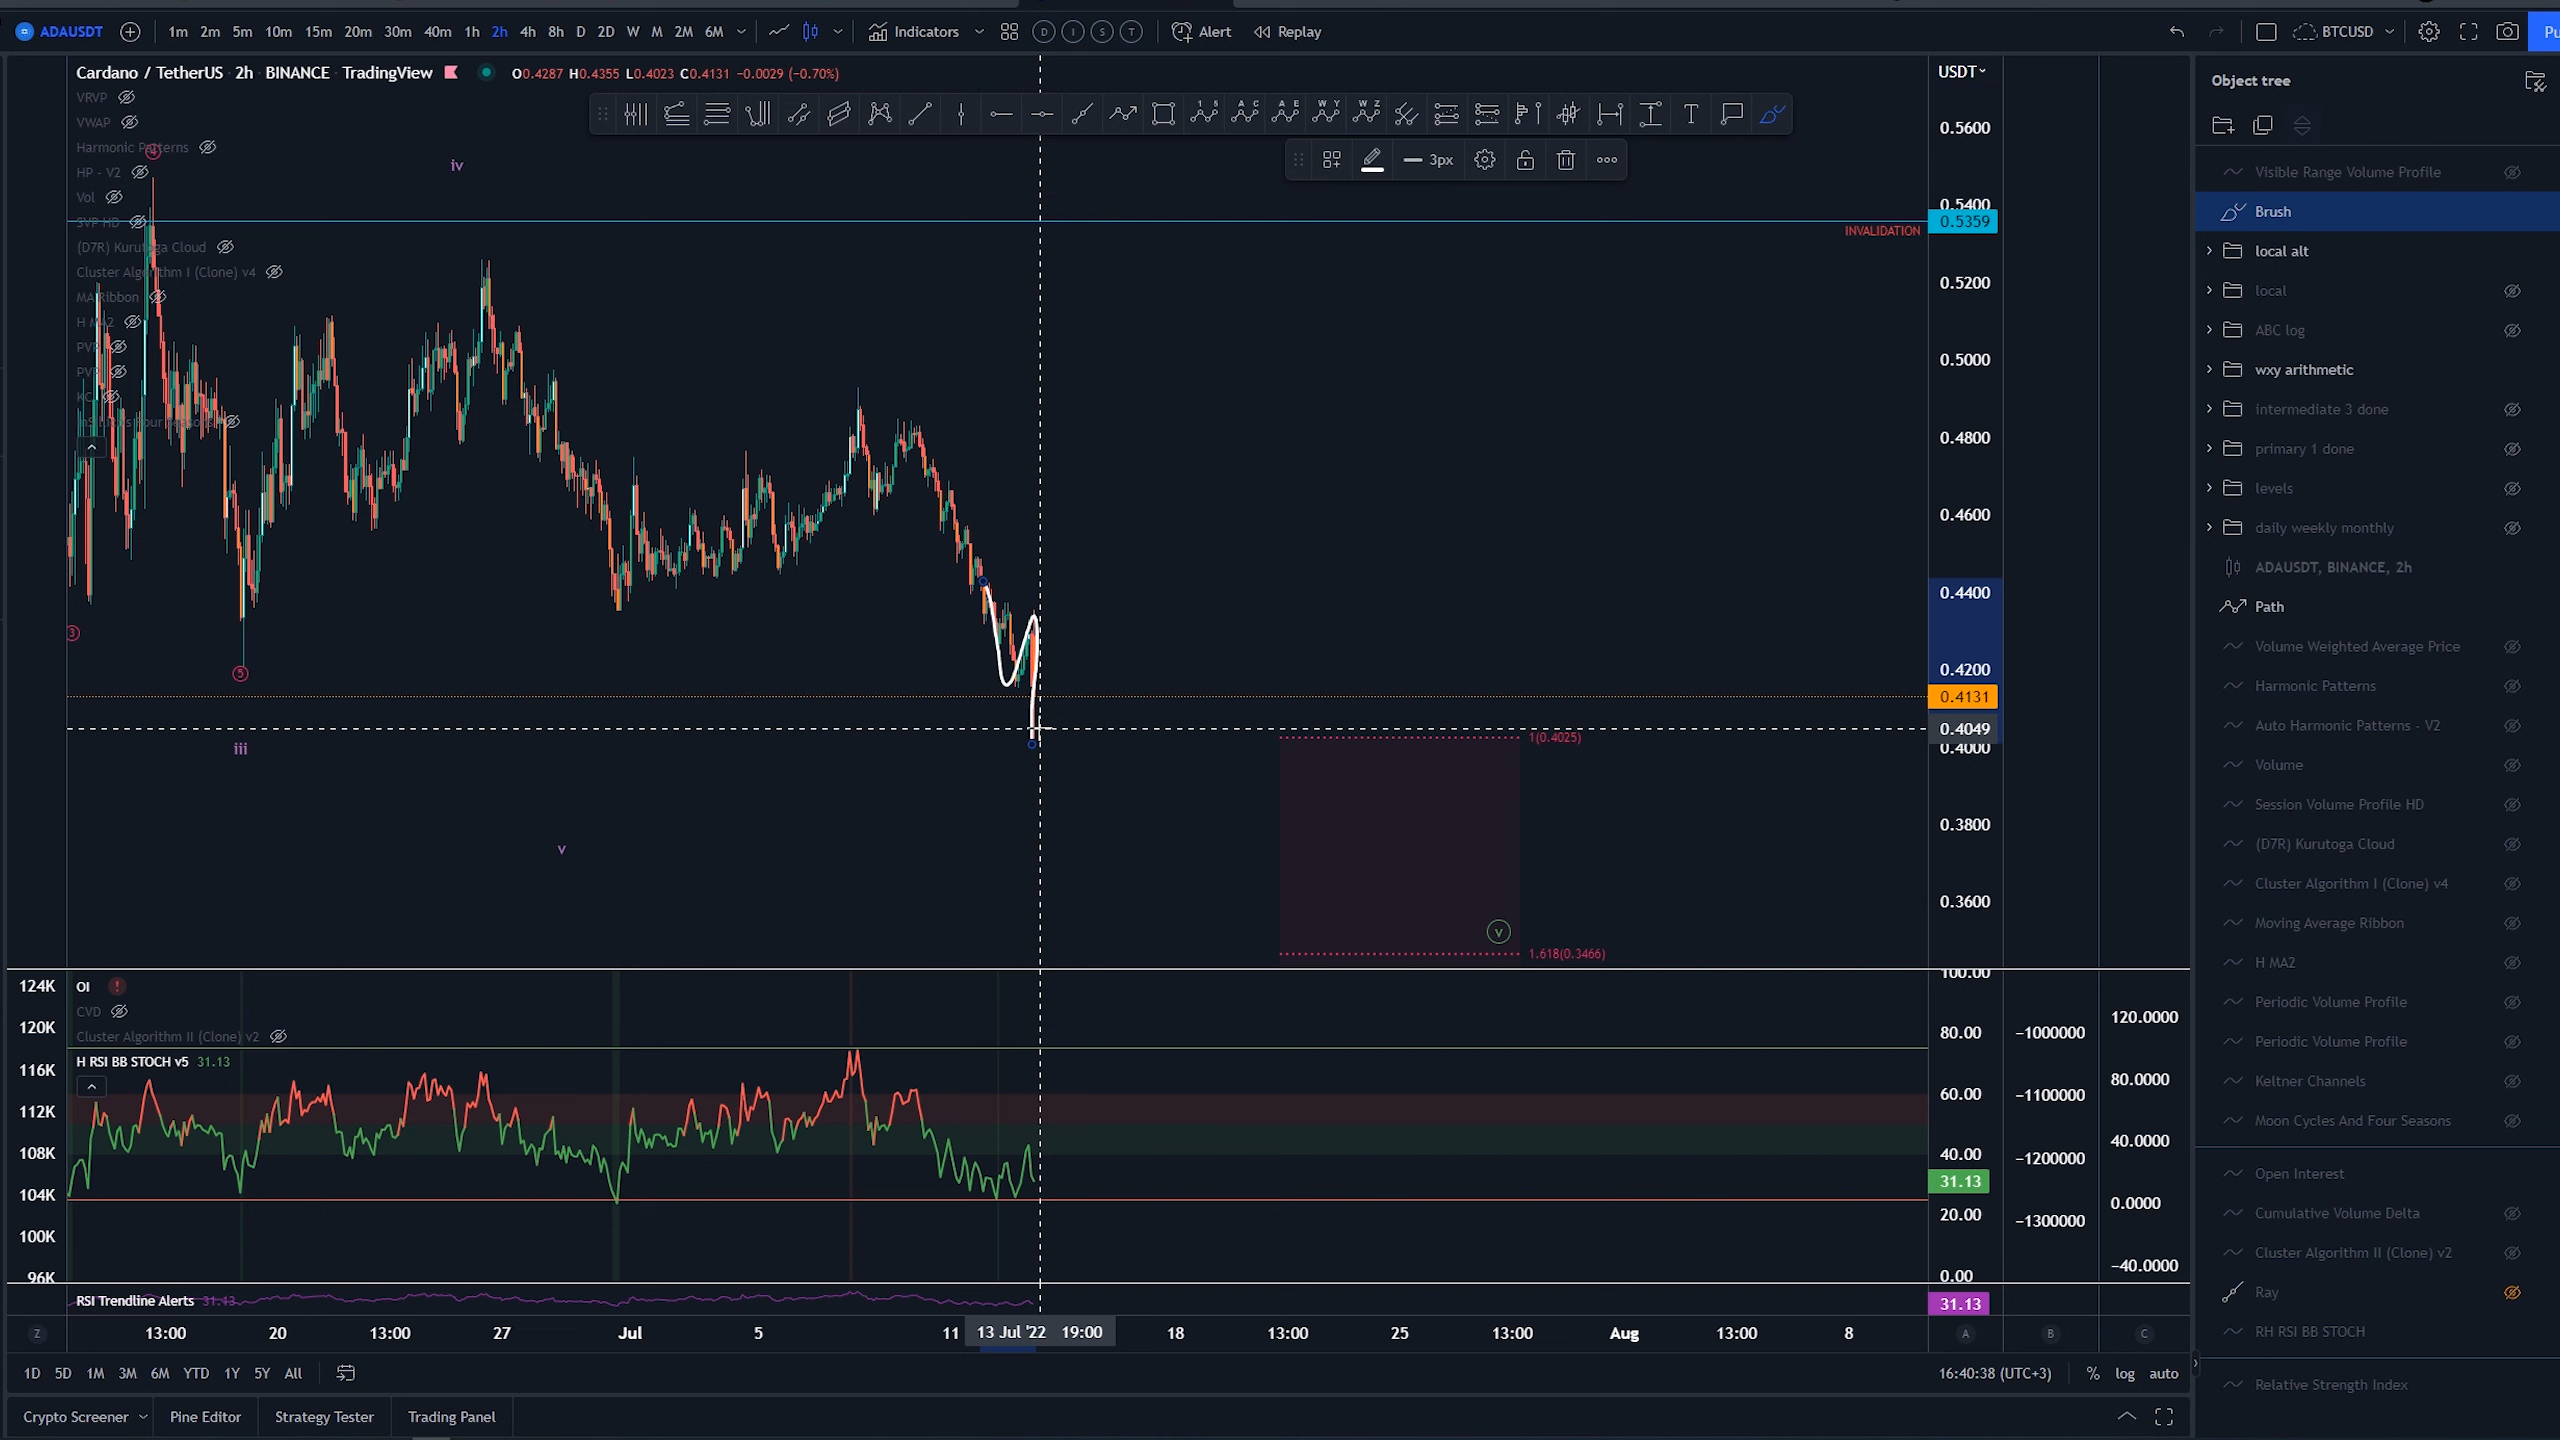 ADAUSDT 1m 2m 5m 10m 15m 20m 30m 40m 1h 2h 4h 8h D 2D W M 2M 6M Indicators D I S T Alert Replay BTCUSD Pu
Cardano / TetherUS · 2h · BINANCE · TradingView O0.4287 H0.4355 L0.4023 C0.4131 −0.0029 (−0.70%)
VRVP
VWAP
Harmonic Patterns
HP - V2
Vol
SVP HD
(D7R) Kurutoga Cloud
Cluster Algorithm I (Clone) v4
MA Ribbon
H MA2
KC
1 5 A C A E W Y W Z T
3px
4
iv
3
5
iii
v
INVALIDATION
1(0.4025)
v
1.618(0.3466)
USDT
0.5600
0.5400
0.5359
0.5200
0.5000
0.4800
0.4600
0.4400
0.4200
0.4131
0.4049
0.4000
0.3800
0.3600
124K
120K
116K
112K
108K
104K
100K
96K
OI !
CVD
Cluster Algorithm II (Clone) v2
H RSI BB STOCH v5 31.13
100.00
80.00
60.00
40.00
31.13
20.00
0.00
−1000000
−1100000
−1200000
−1300000
120.0000
80.0000
40.0000
0.0000
−40.0000
RSI Trendline Alerts 31.13
31.13
Z 13:00 20 13:00 27 Jul 5 11 13 Jul '22 19:00 18 13:00 25 13:00 Aug 13:00 8 A B C
1D 5D 1M 3M 6M YTD 1Y 5Y All 16:40:38 (UTC+3) % log auto
Crypto Screener Pine Editor Strategy Tester Trading Panel
Object tree
Visible Range Volume Profile
Brush
local alt
local
ABC log
wxy arithmetic
intermediate 3 done
primary 1 done
levels
daily weekly monthly
ADAUSDT, BINANCE, 2h
Path
Volume Weighted Average Price
Harmonic Patterns
Auto Harmonic Patterns - V2
Volume
Session Volume Profile HD
(D7R) Kurutoga Cloud
Cluster Algorithm I (Clone) v4
Moving Average Ribbon
H MA2
Periodic Volume Profile
Periodic Volume Profile
Keltner Channels
Moon Cycles And Four Seasons
Open Interest
Cumulative Volume Delta
Cluster Algorithm II (Clone) v2
Ray
RH RSI BB STOCH
Relative Strength Index